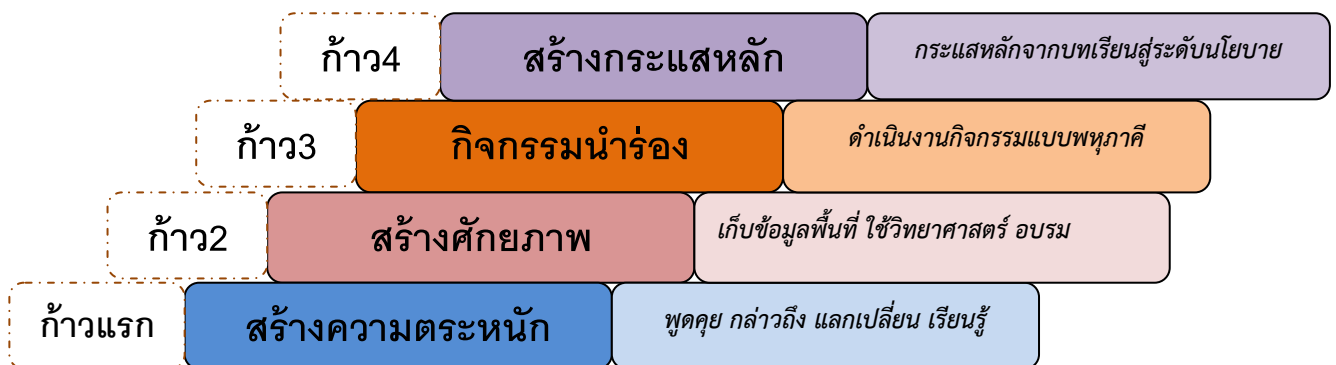 ก้าว4 สร้างกระแสหลัก กระแสหลักจากบทเรียนสู่ระดับนโยบาย
ก้าว3 กิจกรรมนำร่อง ดำเนินงานกิจกรรมแบบพหุภาคี
ก้าว2 สร้างศักยภาพ เก็บข้อมูลพื้นที่ ใช้วิทยาศาสตร์ อบรม
ก้าวแรก สร้างความตระหนัก พูดคุย กล่าวถึง แลกเปลี่ยน เรียนรู้